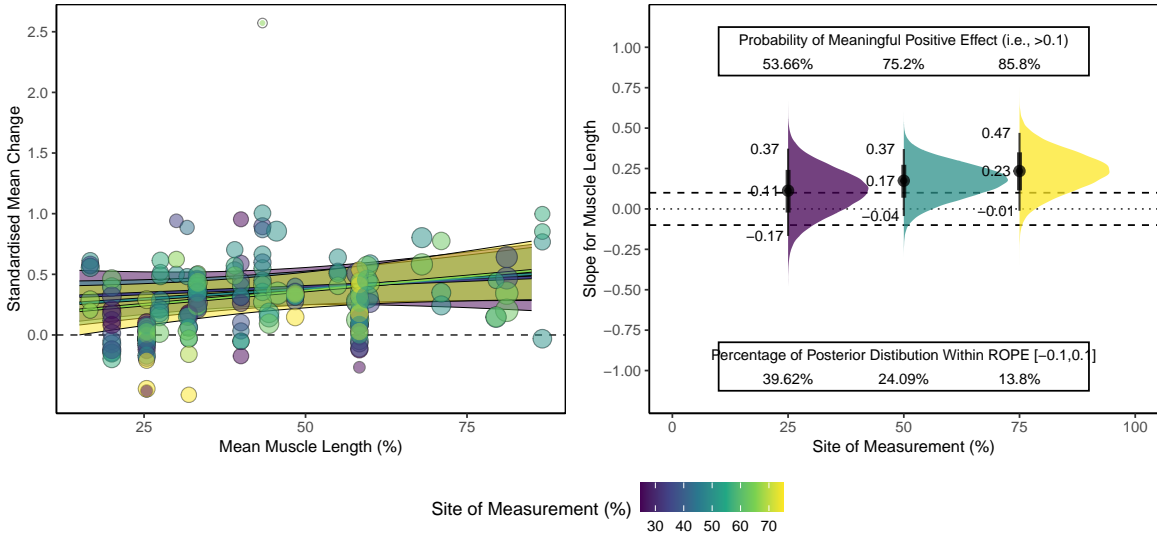 Standardised Mean Change
2.5
2.0
1.5
1.0
0.5
0.0
25
50
75
Mean Muscle Length (%)
Slope for Muscle Length
1.00
0.75
0.50
0.25
0.00
−0.25
−0.50
−0.75
−1.00
Probability of Meaningful Positive Effect (i.e., >0.1)
53.66% 75.2% 85.8%
0.37
0.11
−0.17
0.37
0.17
−0.04
0.47
0.23
−0.01
Percentage of Posterior Distibution Within ROPE [−0.1,0.1]
39.62% 24.09% 13.8%
0 25 50 75 100
Site of Measurement (%)
Site of Measurement (%)
30 40 50 60 70